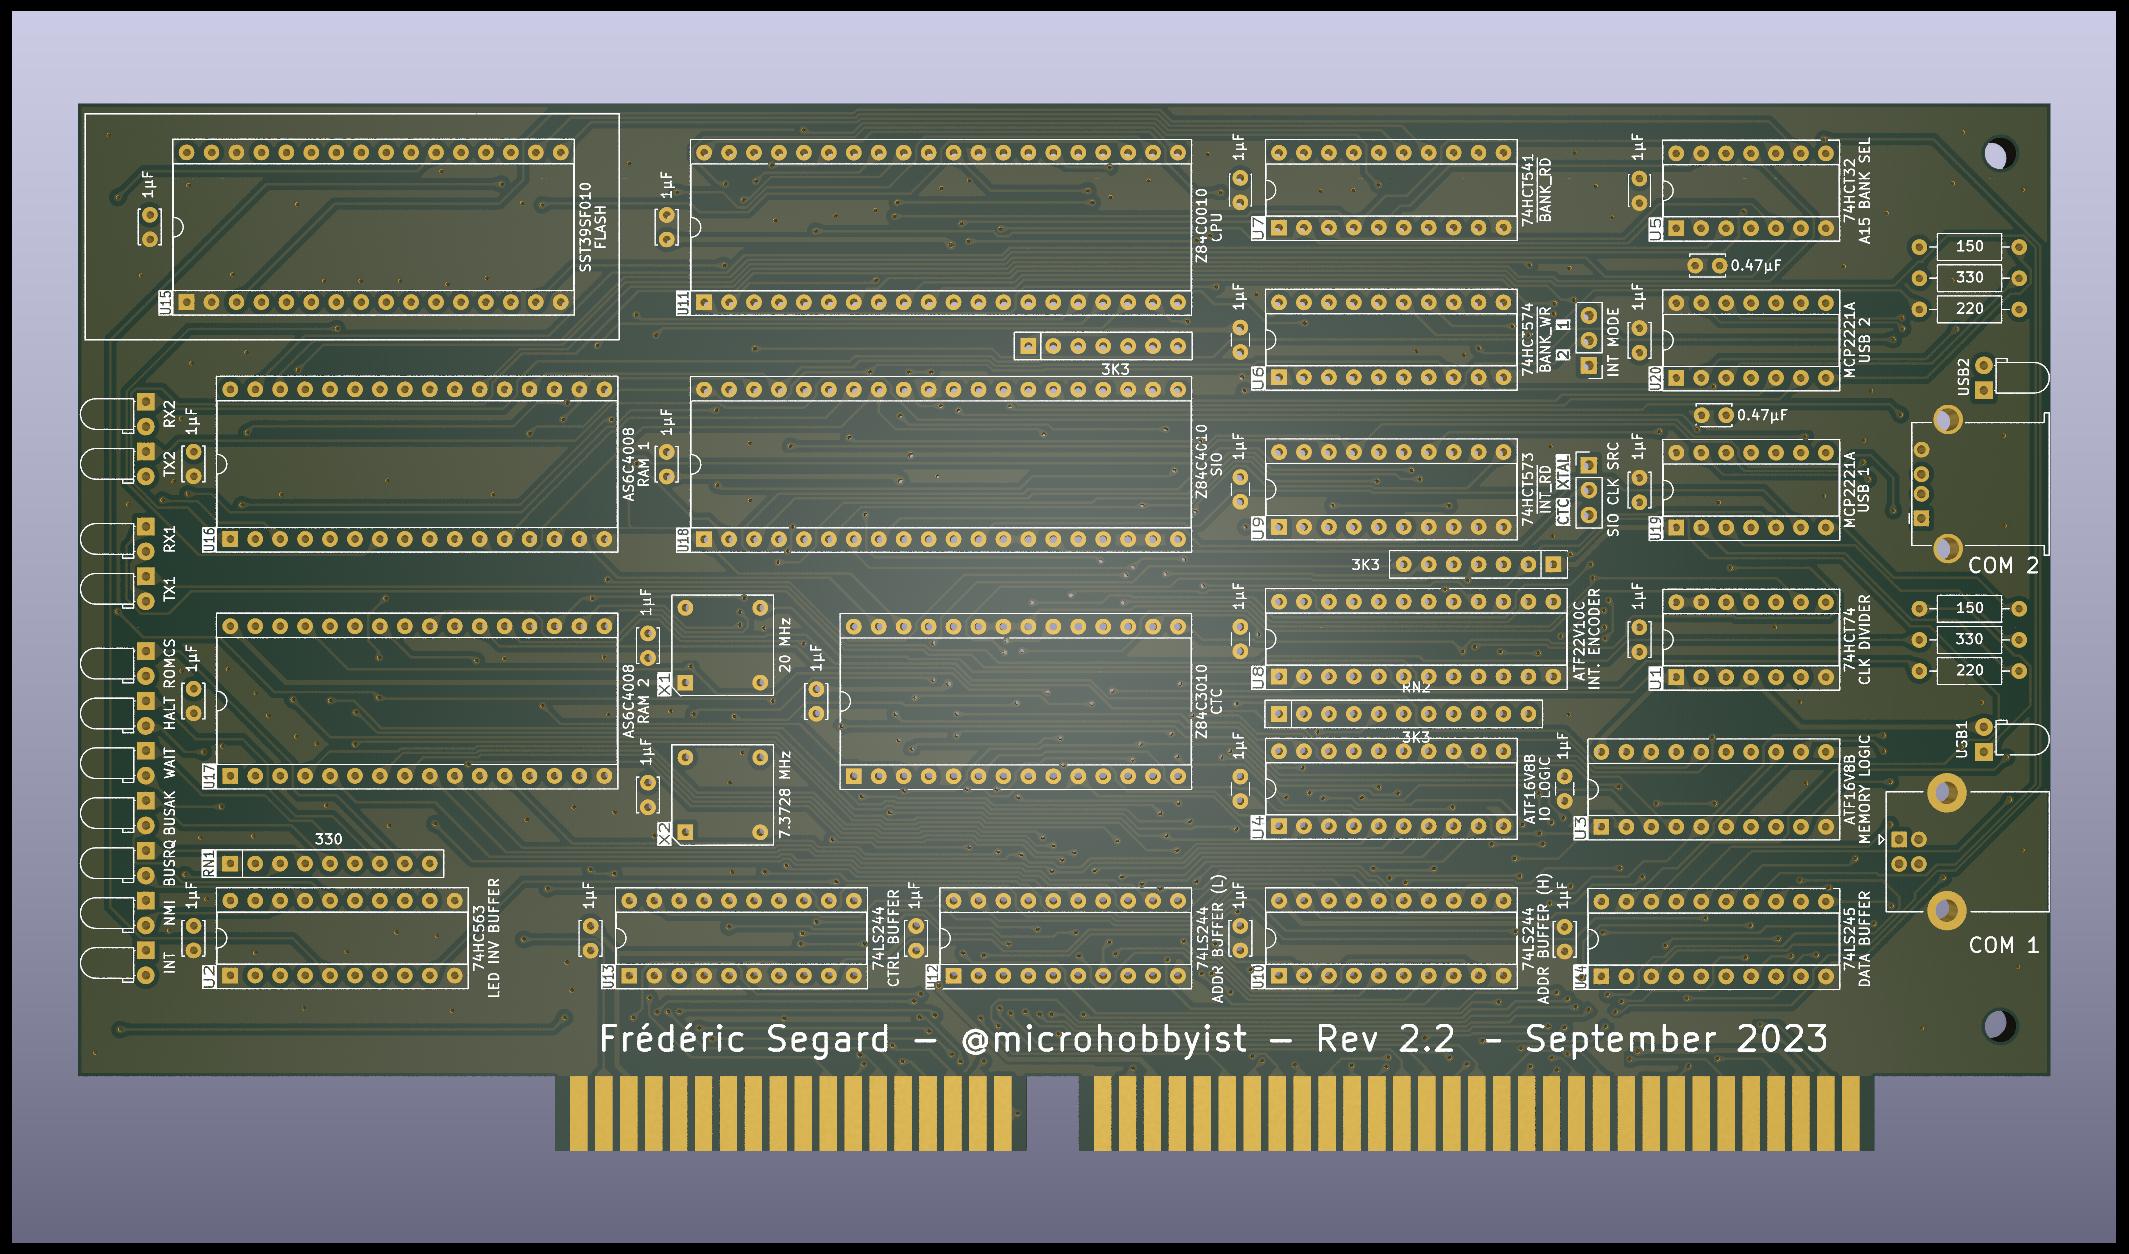 1µF
U15
SST39SF010
FLASH
1µF
U11
Z84C0010
CPU
1µF
U7
74HCT541
BANK_RD
1µF
U5
74HCT32
A15 BANK SEL
150
330
220
0.47µF
3K3
1µF
U6
74HC574
BANK_WR
1
2
INT MODE
1µF
U20
MCP2221A
USB 2
USB2
0.47µF
RX2
TX2
1µF
U16
AS6C4008
RAM 1
1µF
U18
Z84C4010
SIO
1µF
U9
74HCT573
INT_RD
CTC
XTAL
SIO CLK SRC
1µF
U19
MCP2221A
USB 1
COM 2
RX1
TX1
3K3
1µF
X1
20 MHz
1µF
U8
ATF22V10C
INT. ENCODER
1µF
U1
74HCT74
CLK DIVIDER
150
330
220
ROMCS
HALT
WAIT
BUSAK
BUSRQ
NMI
INT
1µF
U17
AS6C4008
RAM 2
1µF
Z84C3010
CTC
RN2
3K3
1µF
X2
7.3728 MHz
1µF
U4
ATF16V8B
IO LOGIC
1µF
U3
ATF16V8B
MEMORY LOGIC
USB1
330
RN1
1µF
U2
74HC563
LED INV BUFFER
1µF
U13
74LS244
CTRL BUFFER
1µF
U12
74LS244
ADDR BUFFER (L)
1µF
U10
74LS244
ADDR BUFFER (H)
1µF
U14
74LS245
DATA BUFFER
COM 1
Frédéric Segard – @microhobbyist – Rev 2.2 - September 2023